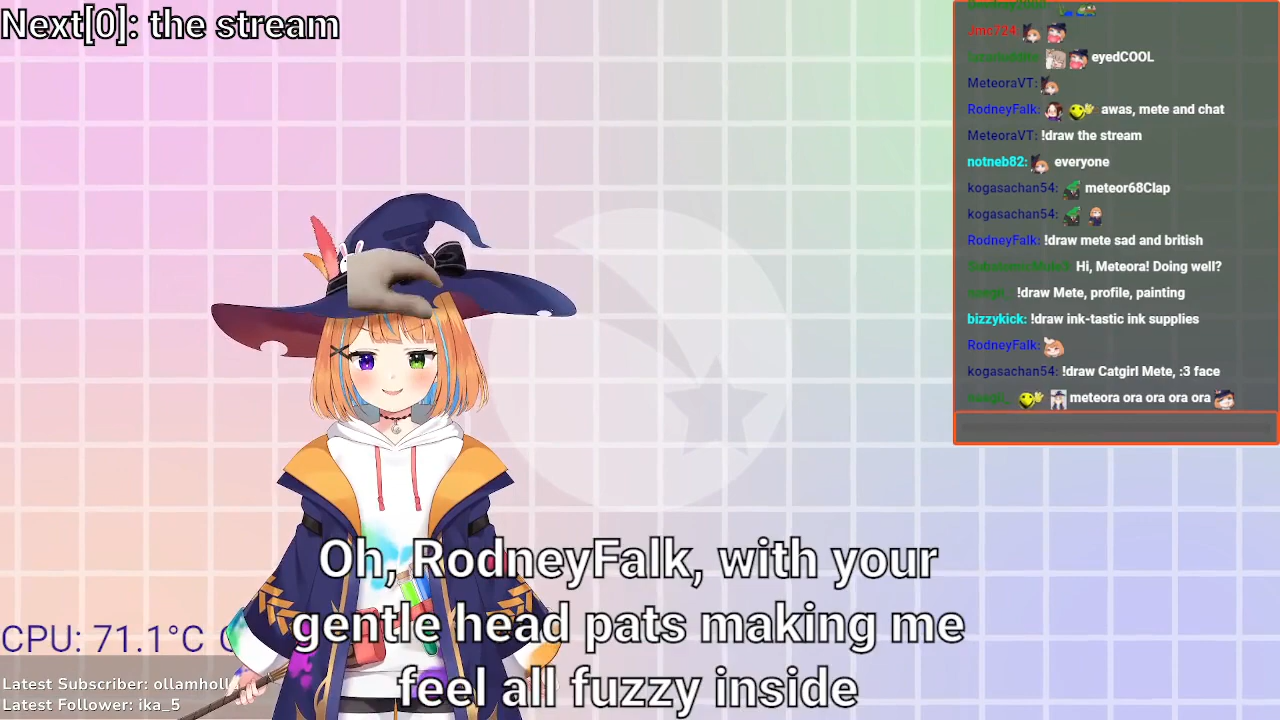 Next[0]: the stream
Jmo724:
eyedCOOL
MeteoraVT:
RodneyFalk: awas, mete and chat
MeteoraVT: !draw the stream
notneb82: everyone
kogasachan54: meteor68Clap
kogasachan54:
RodneyFalk: !draw mete sad and british
Hi, Meteora! Doing well?
!draw Mete, profile, painting
bizzykick: !draw ink-tastic ink supplies
RodneyFalk:
kogasachan54: !draw Catgirl Mete, :3 face
meteora ora ora ora ora
Oh, RodneyFalk, with your
gentle head pats making me
feel all fuzzy inside
CPU: 71.1°C
Latest Subscriber: ollamholl
Latest Follower: ika_5